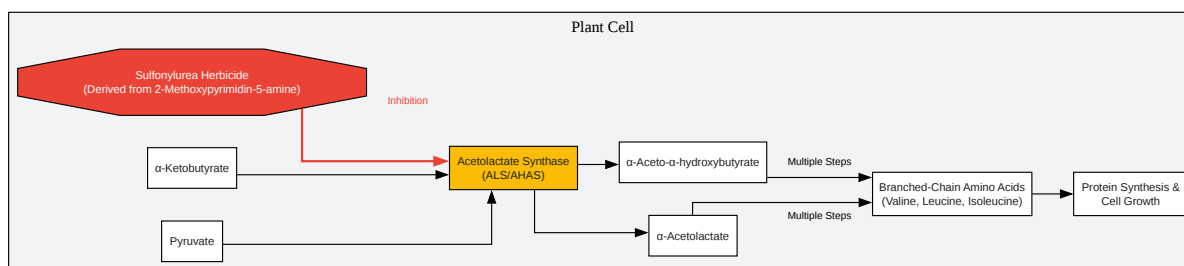 Plant Cell
Sulfonylurea Herbicide
(Derived from 2-Methoxypyrimidin-5-amine)
Inhibition
α-Ketobutyrate
Acetolactate Synthase
(ALS/AHAS)
α-Aceto-α-hydroxybutyrate
Multiple Steps
Branched-Chain Amino Acids
(Valine, Leucine, Isoleucine)
Protein Synthesis &
Cell Growth
Pyruvate
α-Acetolactate
Multiple Steps